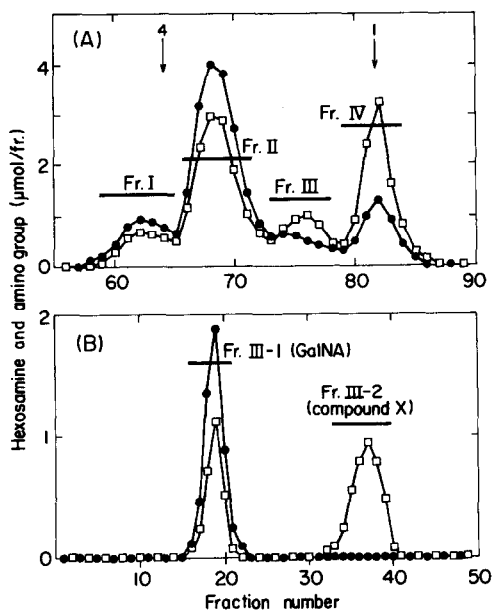 (A)
4
1
Fr. I
Fr. II
Fr. III
Fr. IV
4
2
0
60
70
80
90
Hexosamine and amino group (μmol/fr.)
(B)
Fr. III-1 (GalNA)
Fr. III-2
(compound X)
2
1
0
10
20
30
40
50
Fraction number